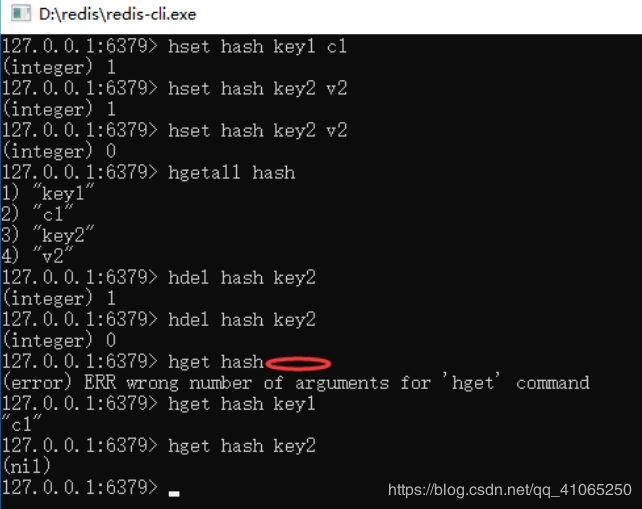 D:\redis\redis-cli.exe
127.0.0.1:6379> hset hash key1 c1
(integer) 1
127.0.0.1:6379> hset hash key2 v2
(integer) 1
127.0.0.1:6379> hset hash key2 v2
(integer) 0
127.0.0.1:6379> hgetall hash
1) "key1"
2) "c1"
3) "key2"
4) "v2"
127.0.0.1:6379> hdel hash key2
(integer) 1
127.0.0.1:6379> hdel hash key2
(integer) 0
127.0.0.1:6379> hget hash
(error) ERR wrong number of arguments for 'hget' command
127.0.0.1:6379> hget hash key1
"c1"
127.0.0.1:6379> hget hash key2
(nil)
127.0.0.1:6379>
https://blog.csdn.net/qq_41065250